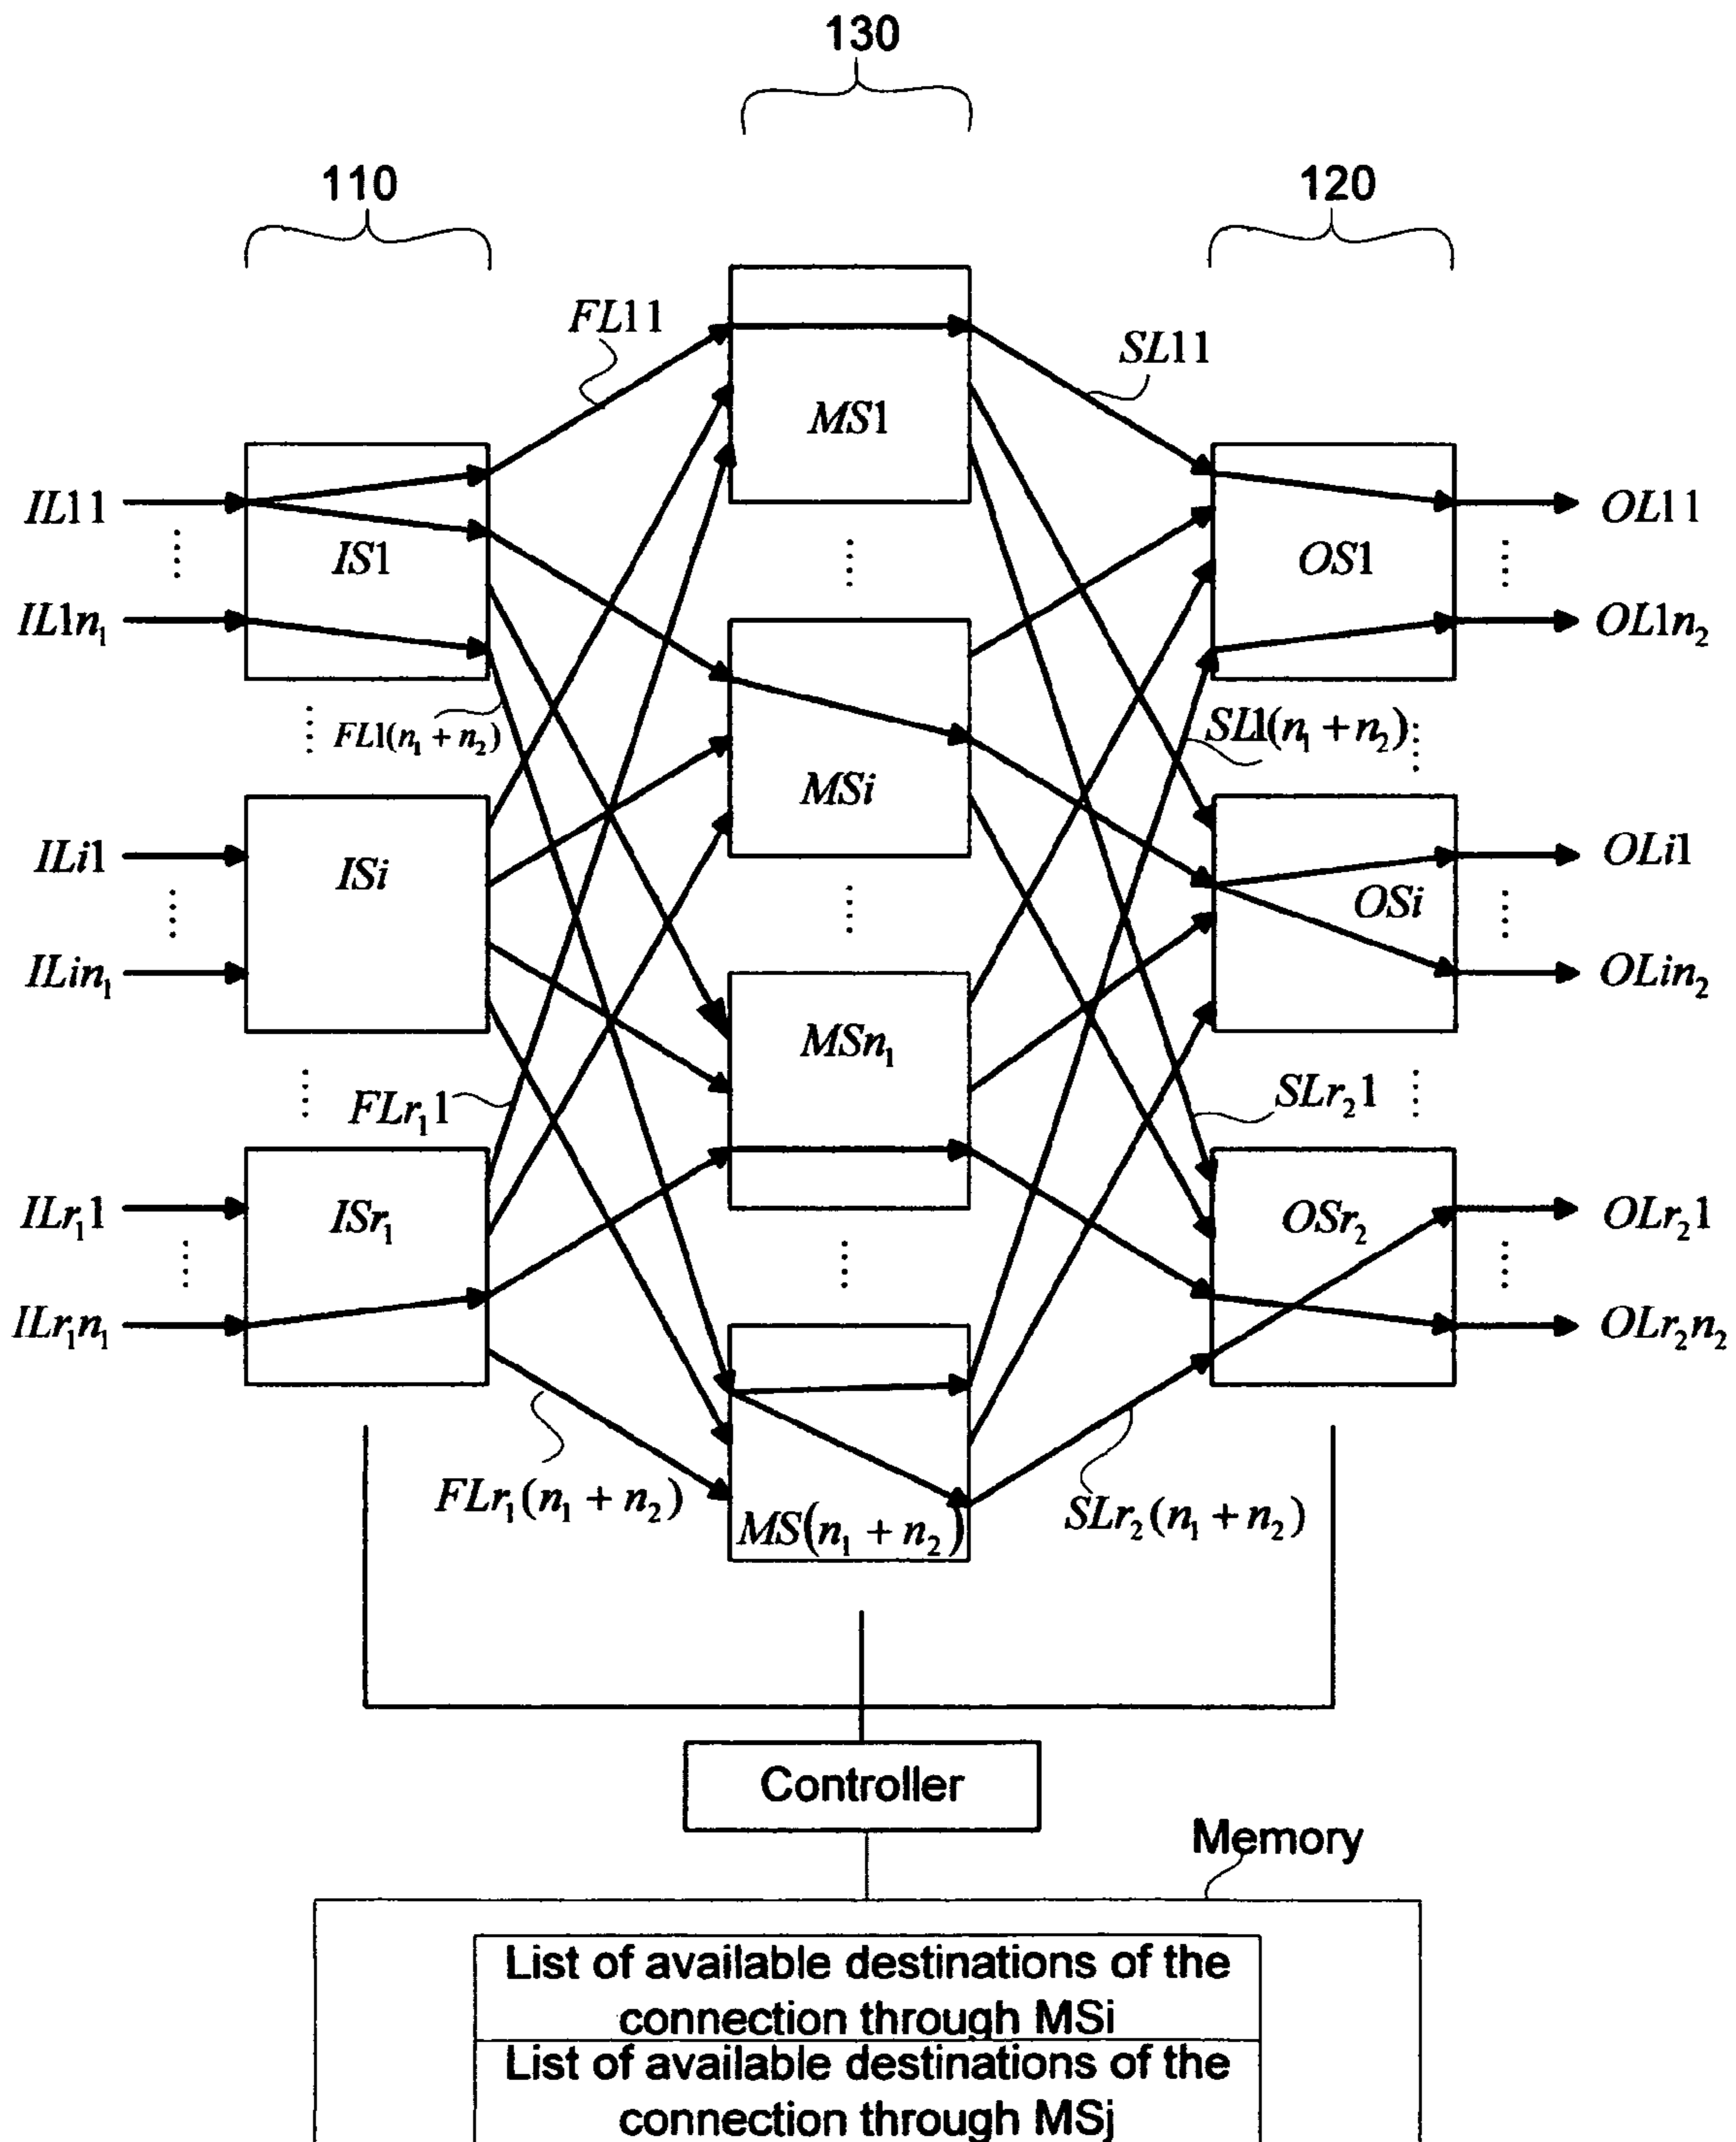 130
110
120
FL11
SL11
MS1
IL11
IS1
OS1
OL11
IL1n₁
OL1n₂
FL1(n₁ + n₂)
SL1(n₁ + n₂)
MSi
ILi1
ISi
OSi
OLi1
ILin₁
OLin₂
MSn₁
FLr₁1
SLr₂1
ILr₁1
ISr₁
OSr₂
OLr₂1
ILr₁n₁
OLr₂n₂
FLr₁(n₁ + n₂)
MS(n₁ + n₂)
SLr₂(n₁ + n₂)
Controller
Memory
List of available destinations of the
connection through MSi
List of available destinations of the
connection through MSj